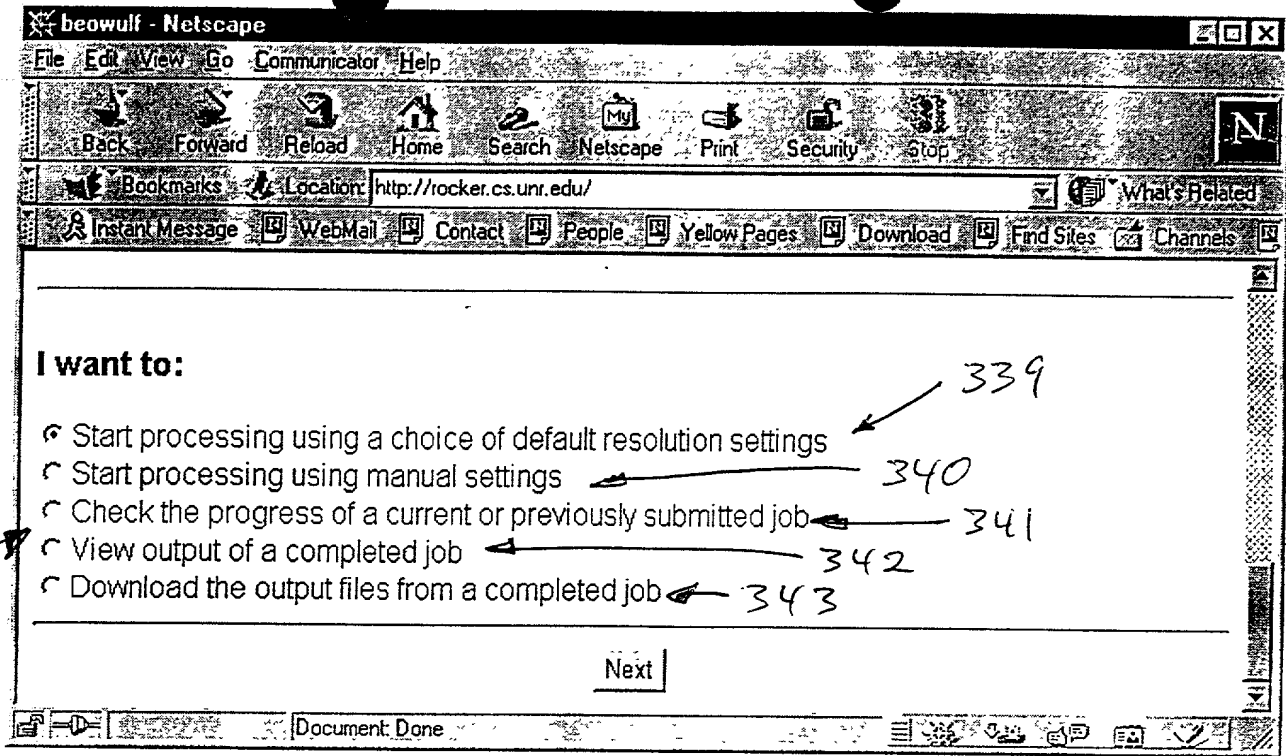 beowulf - Netscape
File Edit View Go Communicator Help
Back Forward Reload Home Search Netscape Print Security Stop
My
N
Bookmarks Location: http://rocker.cs.unr.edu/ What's Related
Instant Message WebMail Contact People Yellow Pages Download Find Sites Channels
I want to:
339
Start processing using a choice of default resolution settings
Start processing using manual settings 340
Check the progress of a current or previously submitted job 341
View output of a completed job 342
Download the output files from a completed job 343
Next
Document: Done